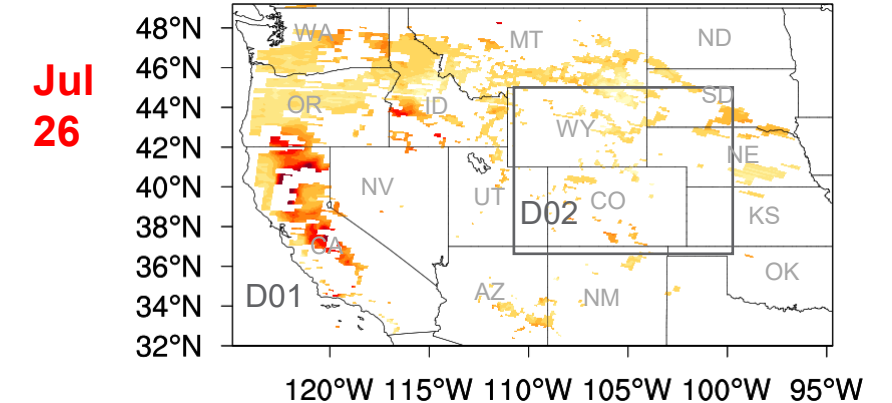 Jul
26
48°N
46°N
44°N
42°N
40°N
38°N
36°N
34°N
32°N
WA
MT
ND
OR
ID
SD
WY
NE
NV
UT
CO
KS
CA
OK
AZ
NM
D01
D02
120°W 115°W 110°W 105°W 100°W 95°W